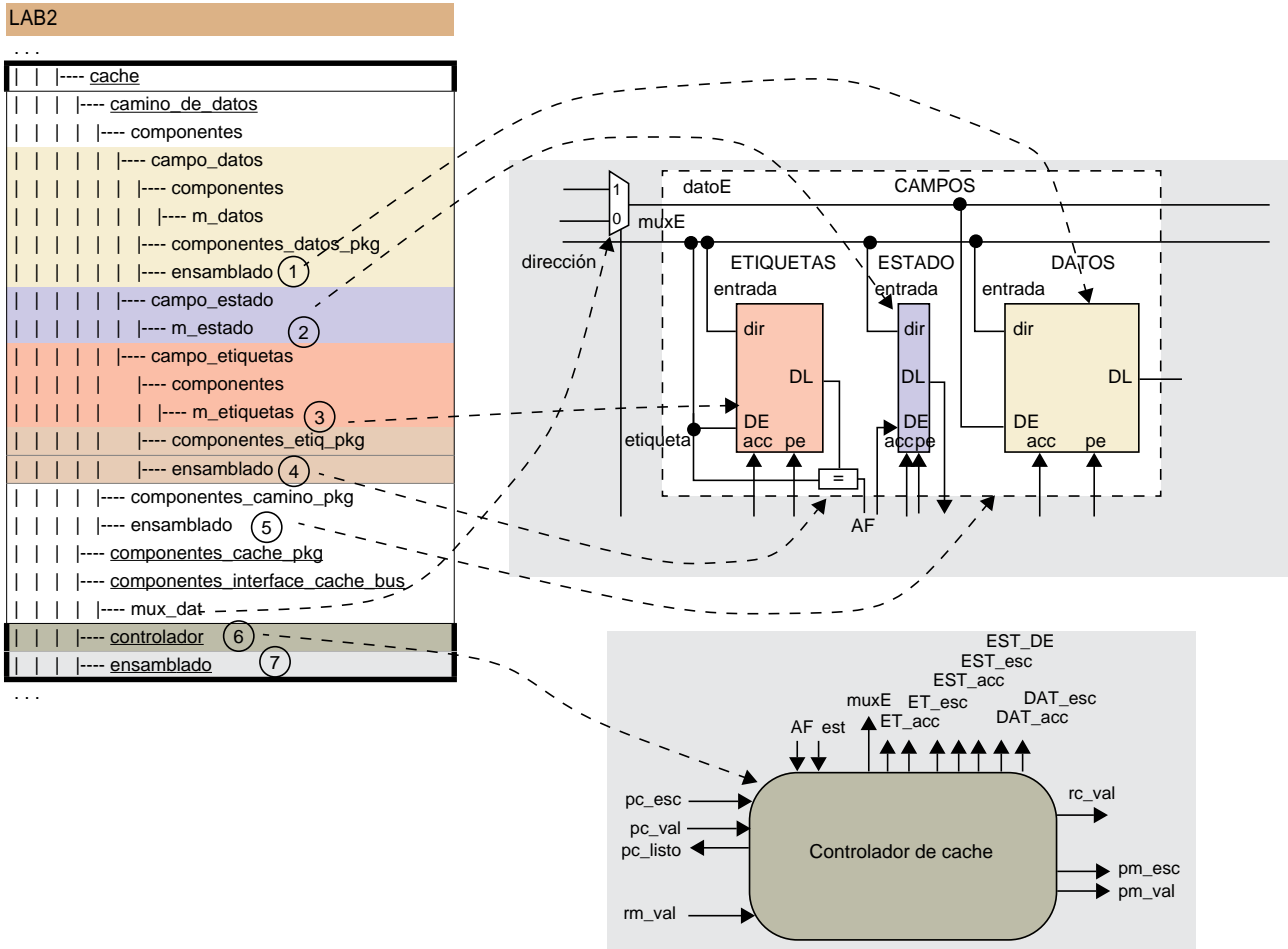 LAB2
. . .
| | |---- cache
| | | |---- camino_de_datos
| | | | |---- componentes
| | | | | |---- campo_datos
| | | | | | |---- componentes
| | | | | | | |---- m_datos
| | | | | | |---- componentes_datos_pkg
| | | | | | |---- ensamblado 1
| | | | | |---- campo_estado
| | | | | | |---- m_estado 2
| | | | | |---- campo_etiquetas
| | | | | |---- componentes
| | | | | | |---- m_etiquetas 3
| | | | | |---- componentes_etiq_pkg
| | | | | |---- ensamblado 4
| | | | |---- componentes_camino_pkg
| | | | |---- ensamblado 5
| | | |---- componentes_cache_pkg
| | | |---- componentes_interface_cache_bus
| | | | |---- mux_dat
| | | |---- controlador 6
| | | |---- ensamblado 7
. . .
1
0
datoE
CAMPOS
muxE
dirección
ETIQUETAS
ESTADO
DATOS
entrada
entrada
entrada
dir
dir
dir
DL
DL
DL
DE
DE
DE
etiqueta
acc pe
acc pe
acc pe
=
AF
EST_DE
EST_esc
EST_acc
muxE
ET_esc
DAT_esc
ET_acc
DAT_acc
AF est
pc_esc
pc_val
pc_listo
rm_val
Controlador de cache
rc_val
pm_esc
pm_val